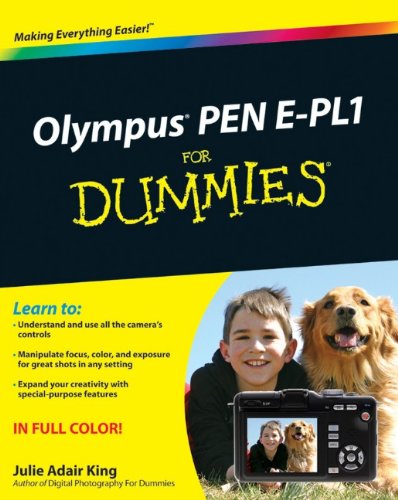 Making Everything Easier!™
Olympus® PEN E-PL1
FOR
DUMMIES®
Learn to:
• Understand and use all the camera's
controls
• Manipulate focus, color, and exposure
for great shots in any setting
• Expand your creativity with
special-purpose features
IN FULL COLOR!
Julie Adair King
Author of Digital Photography For Dummies